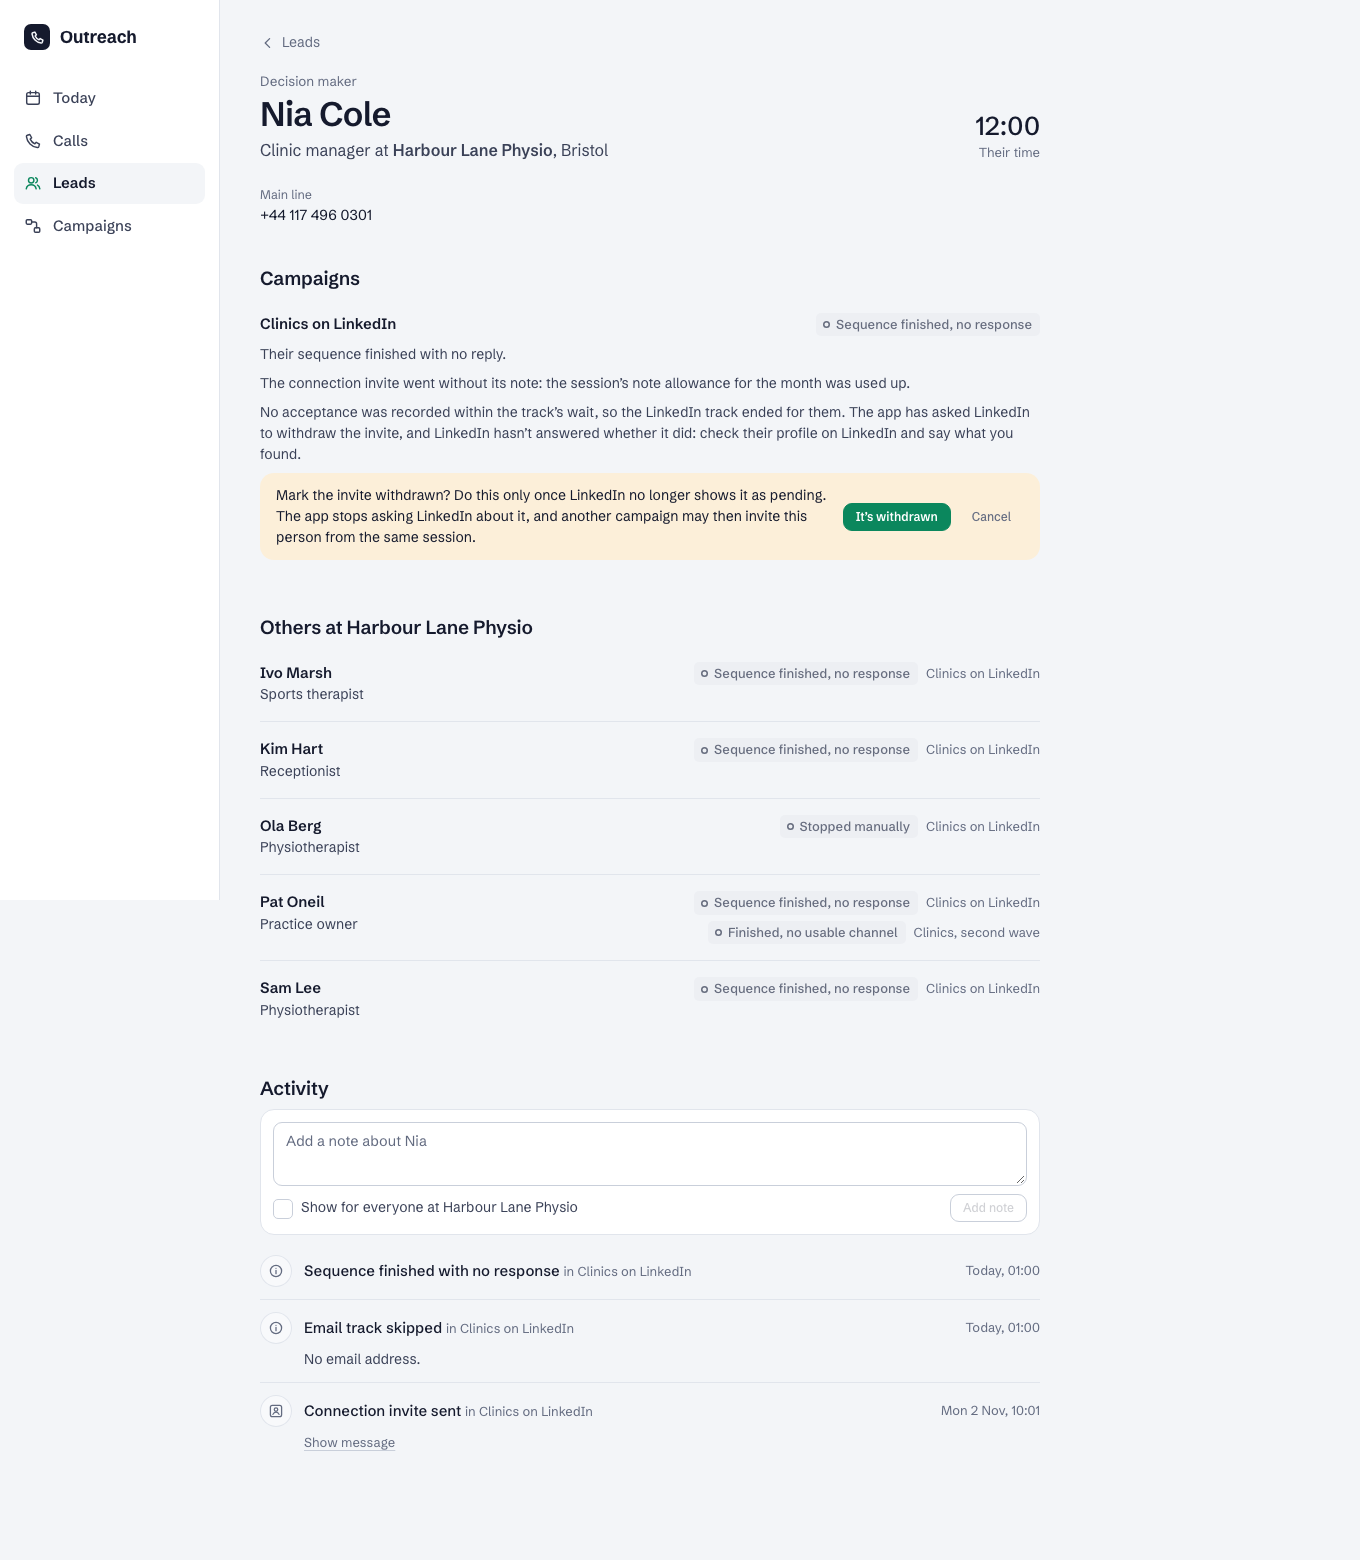 Outreach
Today
Calls
Leads
Campaigns
Leads
Decision maker
Nia Cole
Clinic manager at Harbour Lane Physio, Bristol
12:00
Their time
Main line
+44 117 496 0301
Campaigns
Clinics on LinkedIn
Sequence finished, no response
Their sequence finished with no reply.
The connection invite went without its note: the session’s note allowance for the month was used up.
No acceptance was recorded within the track’s wait, so the LinkedIn track ended for them. The app has asked LinkedIn
to withdraw the invite, and LinkedIn hasn’t answered whether it did: check their profile on LinkedIn and say what you
found.
Mark the invite withdrawn? Do this only once LinkedIn no longer shows it as pending.
The app stops asking LinkedIn about it, and another campaign may then invite this
person from the same session.
It’s withdrawn
Cancel
Others at Harbour Lane Physio
Ivo Marsh
Sequence finished, no response
Clinics on LinkedIn
Sports therapist
Kim Hart
Sequence finished, no response
Clinics on LinkedIn
Receptionist
Ola Berg
Stopped manually
Clinics on LinkedIn
Physiotherapist
Pat Oneil
Sequence finished, no response
Clinics on LinkedIn
Practice owner
Finished, no usable channel
Clinics, second wave
Sam Lee
Sequence finished, no response
Clinics on LinkedIn
Physiotherapist
Activity
Add a note about Nia
Show for everyone at Harbour Lane Physio
Add note
Sequence finished with no response in Clinics on LinkedIn
Today, 01:00
Email track skipped in Clinics on LinkedIn
Today, 01:00
No email address.
Connection invite sent in Clinics on LinkedIn
Mon 2 Nov, 10:01
Show message